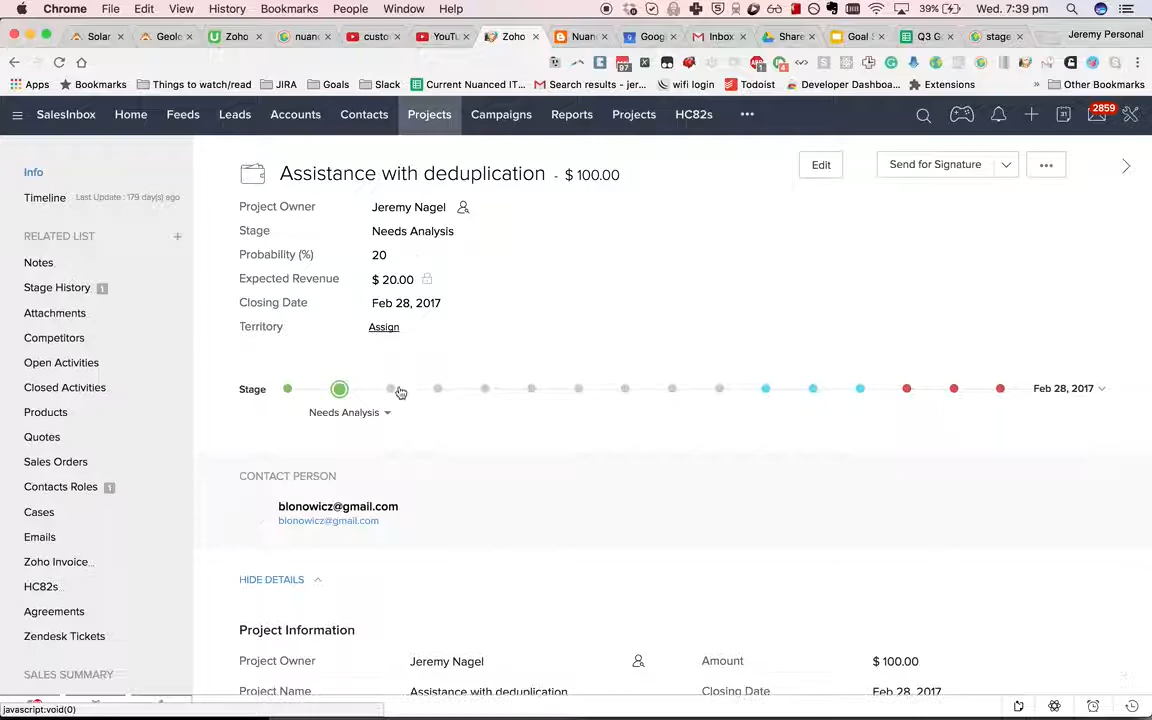 Chrome File Edit View History Bookmarks People Window Help 39% Wed. 7:39 pm
Solar Geolo Zoho nuanc custo YouTu Zoho Nuan Goog Inbox Share Goal S Q3 G stage Jeremy Personal
97 1 4
Apps Bookmarks Things to watch/read JIRA Goals Slack Current Nuanced IT... Search results - jer... wifi login Todoist Developer Dashboa... Extensions » Other Bookmarks
SalesInbox Home Feeds Leads Accounts Contacts Projects Campaigns Reports Projects HC82s ••• 31 2859
Info
Timeline Last Update : 179 day(s) ago
RELATED LIST +
Notes
Stage History 1
Attachments
Competitors
Open Activities
Closed Activities
Products
Quotes
Sales Orders
Contacts Roles 1
Cases
Emails
Zoho Invoice...
HC82s
Agreements
Zendesk Tickets
SALES SUMMARY
Assistance with deduplication - $ 100.00
Edit Send for Signature •••
Project Owner Jeremy Nagel
Stage Needs Analysis
Probability (%) 20
Expected Revenue $ 20.00
Closing Date Feb 28, 2017
Territory Assign
Stage Feb 28, 2017
Needs Analysis
CONTACT PERSON
blonowicz@gmail.com
blonowicz@gmail.com
HIDE DETAILS
Project Information
Project Owner Jeremy Nagel Amount $ 100.00
Project Name Assistance with deduplication Closing Date Feb 28, 2017
javascript:void(0)